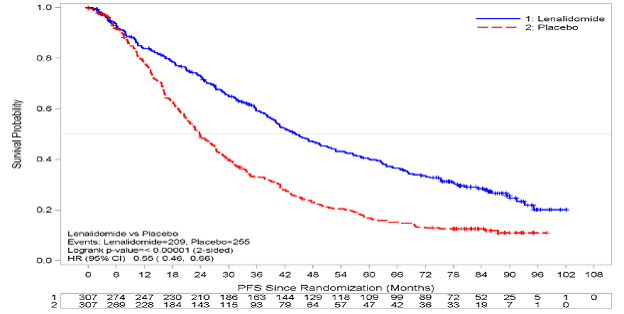 1: Lenalidomide
2: Placebo
1.0
0.8
0.6
0.4
0.2
0.0
Survival Probability
Lenalidomide vs Placebo
Events: Lenalidomide=209, Placebo=255
Logrank p-value=< 0.00001 (2-sided)
HR (95% CI) 0.55 ( 0.46, 0.66)
0 6 12 18 24 30 36 42 48 54 60 66 72 78 84 90 96 102 108
PFS Since Randomization (Months)
1 307 274 247 230 210 186 163 144 129 118 109 99 89 72 52 25 5 1 0
2 307 269 228 184 143 115 93 79 64 57 47 42 36 33 19 7 1 0